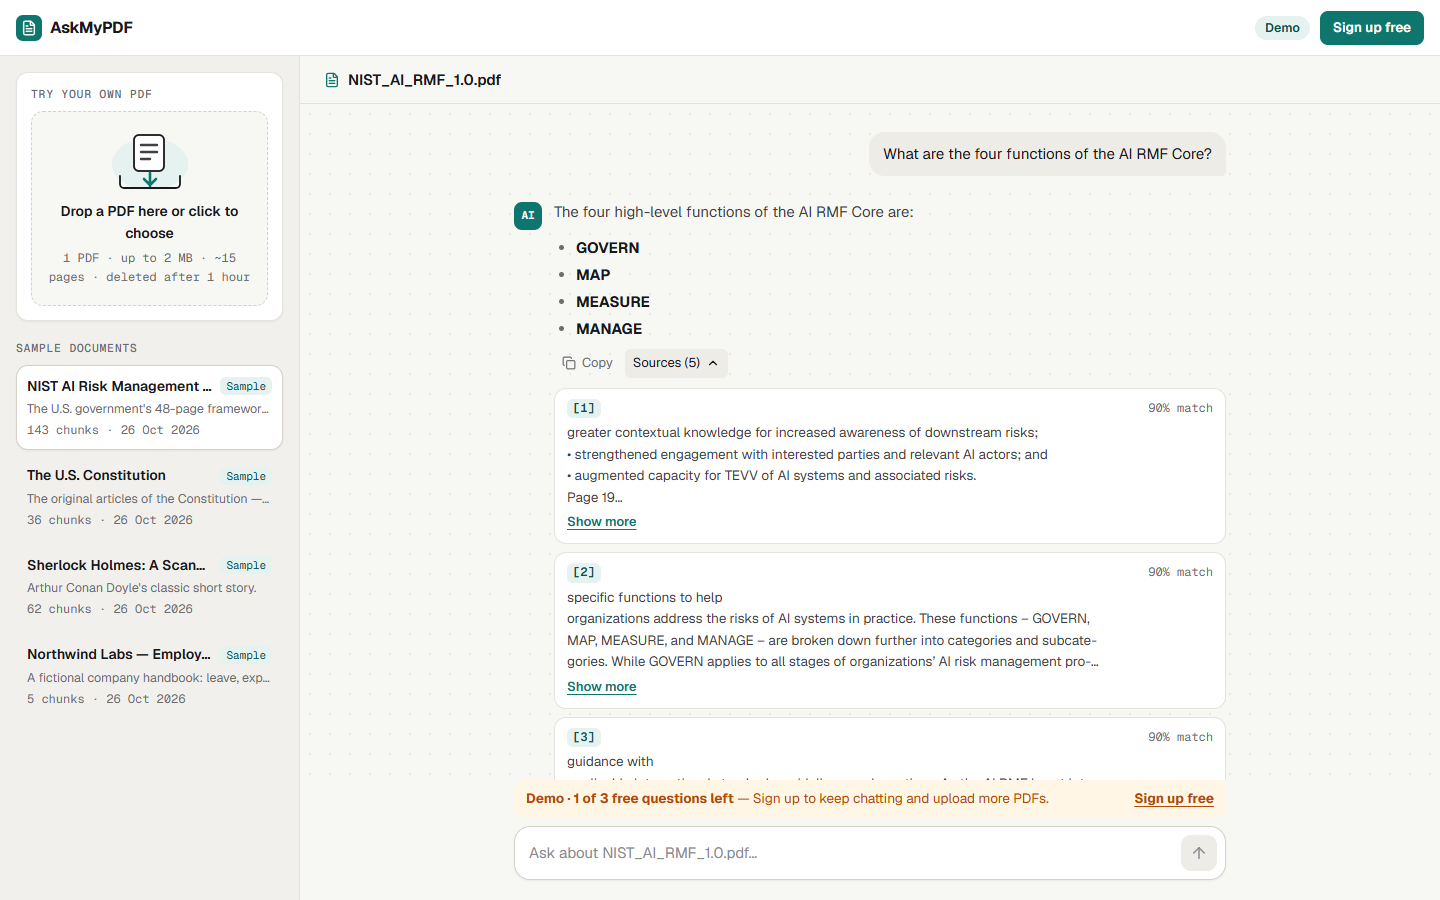 AskMyPDF
Demo
Sign up free
TRY YOUR OWN PDF
Drop a PDF here or click to
choose
1 PDF · up to 2 MB · ~15
pages · deleted after 1 hour
SAMPLE DOCUMENTS
NIST AI Risk Management ...
Sample
The U.S. government's 48-page framewor...
143 chunks · 26 Oct 2026
The U.S. Constitution
Sample
The original articles of the Constitution —...
36 chunks · 26 Oct 2026
Sherlock Holmes: A Scan...
Sample
Arthur Conan Doyle's classic short story.
62 chunks · 26 Oct 2026
Northwind Labs — Employ...
Sample
A fictional company handbook: leave, exp...
5 chunks · 26 Oct 2026
NIST_AI_RMF_1.0.pdf
What are the four functions of the AI RMF Core?
AI
The four high-level functions of the AI RMF Core are:
• GOVERN
• MAP
• MEASURE
• MANAGE
Copy
Sources (5)
[1]
90% match
greater contextual knowledge for increased awareness of downstream risks;
• strengthened engagement with interested parties and relevant AI actors; and
• augmented capacity for TEVV of AI systems and associated risks.
Page 19...
Show more
[2]
90% match
specific functions to help
organizations address the risks of AI systems in practice. These functions – GOVERN,
MAP, MEASURE, and MANAGE – are broken down further into categories and subcate-
gories. While GOVERN applies to all stages of organizations’ AI risk management pro-...
Show more
[3]
90% match
guidance with
Demo · 1 of 3 free questions left — Sign up to keep chatting and upload more PDFs.
Sign up free
Ask about NIST_AI_RMF_1.0.pdf...